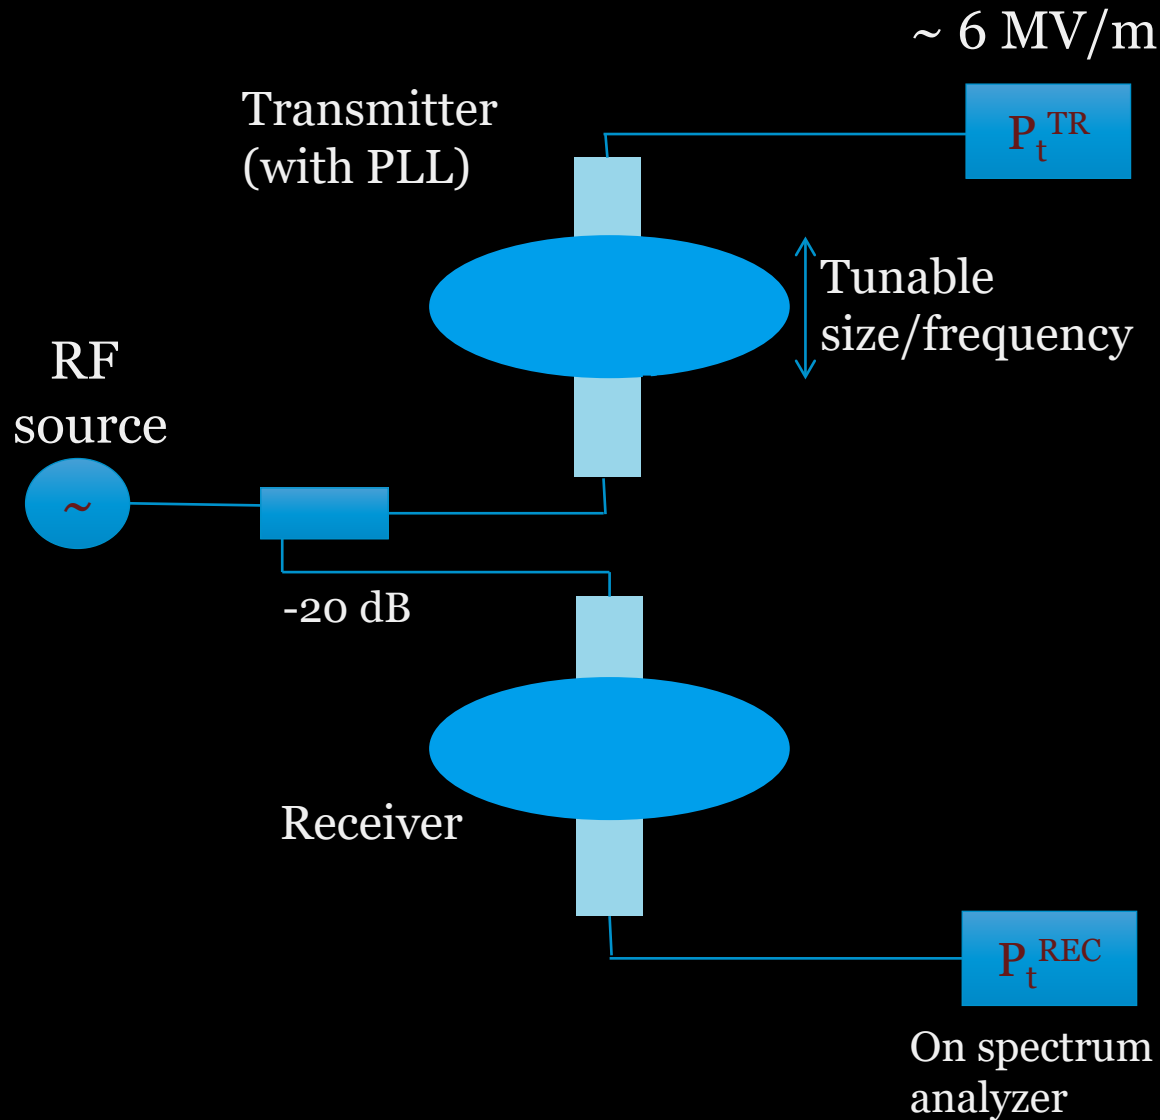 ~ 6 MV/m
Transmitter
(with PLL)
P_t^TR
Tunable
size/frequency
RF
source
~
-20 dB
Receiver
P_t^REC
On spectrum
analyzer